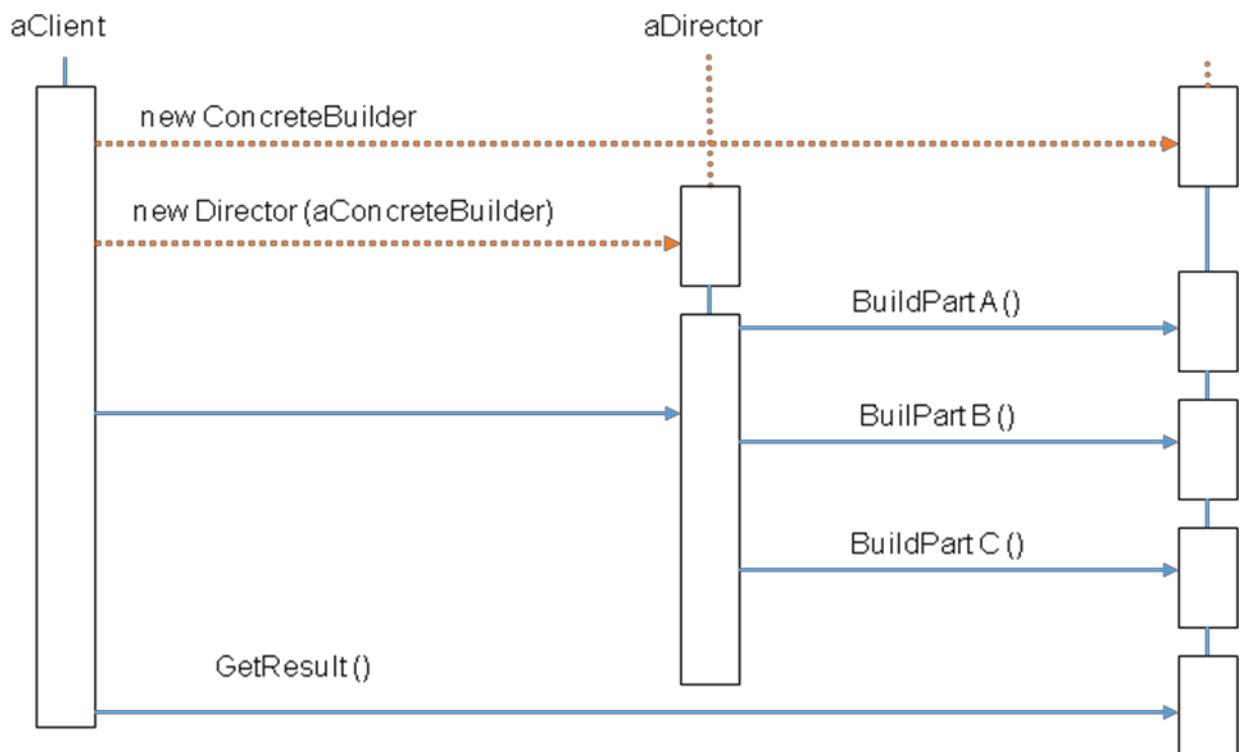 aClient
aDirector
new ConcreteBuilder
new Director (aConcreteBuilder)
BuildPart A ()
BuilPart B ()
BuildPart C ()
GetResult ()